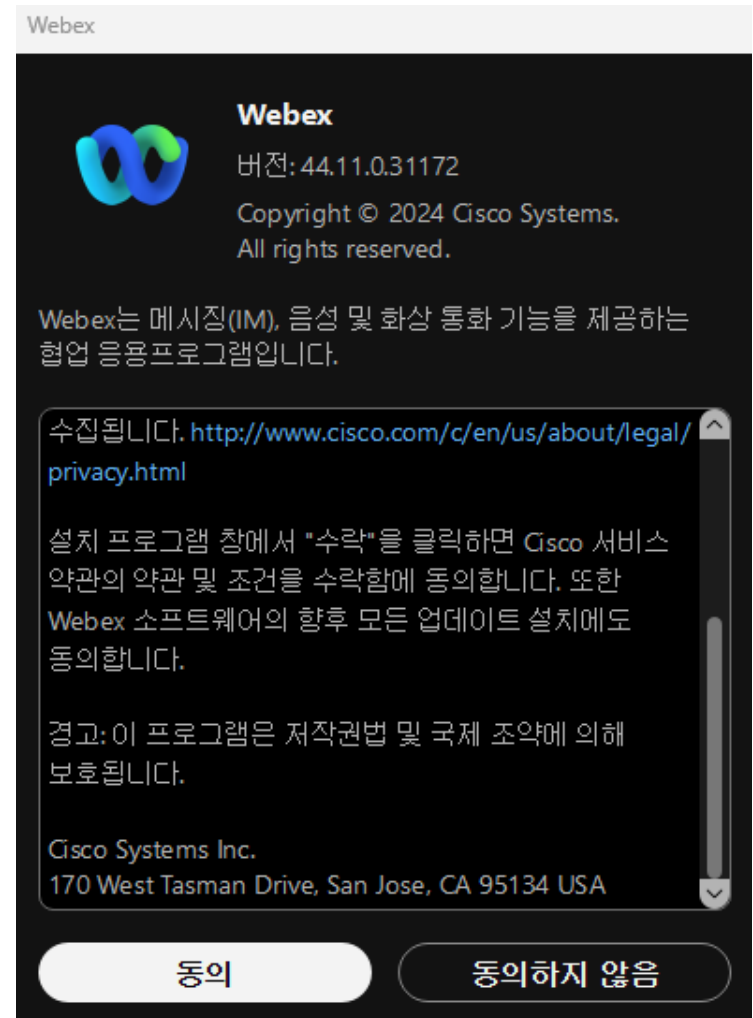 Webex
Webex
버전: 44.11.0.31172
Copyright © 2024 Cisco Systems.
All rights reserved.
Webex는 메시징(IM), 음성 및 화상 통화 기능을 제공하는
협업 응용프로그램입니다.
수집됩니다. http://www.cisco.com/c/en/us/about/legal/
privacy.html
설치 프로그램 창에서 "수락"을 클릭하면 Cisco 서비스
약관의 약관 및 조건을 수락함에 동의합니다. 또한
Webex 소프트웨어의 향후 모든 업데이트 설치에도
동의합니다.
경고: 이 프로그램은 저작권법 및 국제 조약에 의해
보호됩니다.
Cisco Systems Inc.
170 West Tasman Drive, San Jose, CA 95134 USA
동의
동의하지 않음